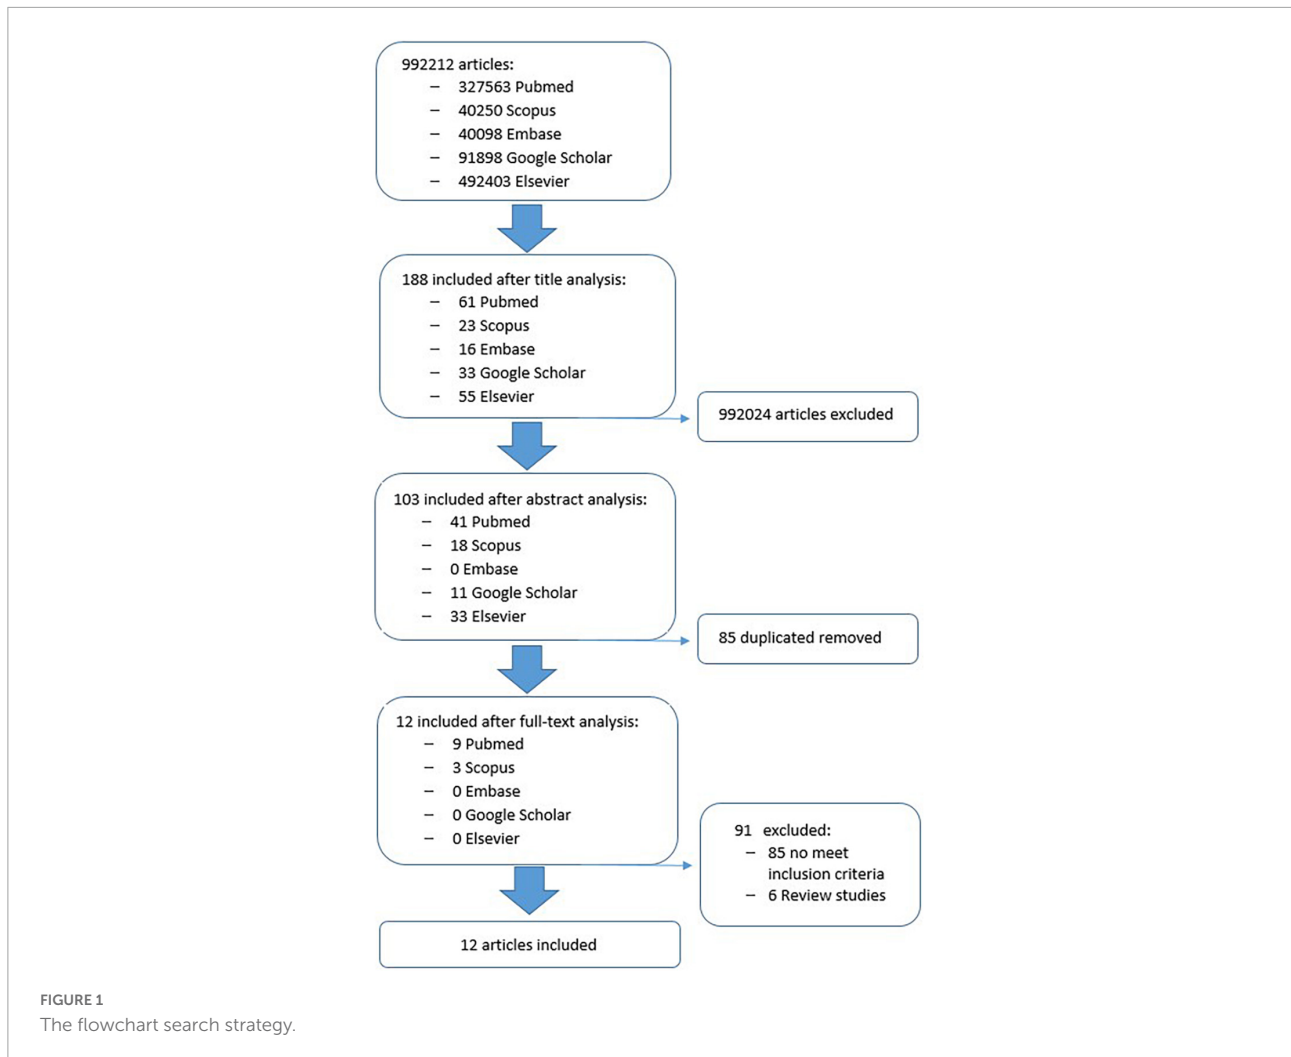 992212 articles:
– 327563 Pubmed
– 40250 Scopus
– 40098 Embase
– 91898 Google Scholar
– 492403 Elsevier
188 included after title analysis:
– 61 Pubmed
– 23 Scopus
– 16 Embase
– 33 Google Scholar
– 55 Elsevier
992024 articles excluded
103 included after abstract analysis:
– 41 Pubmed
– 18 Scopus
– 0 Embase
– 11 Google Scholar
– 33 Elsevier
85 duplicated removed
12 included after full-text analysis:
– 9 Pubmed
– 3 Scopus
– 0 Embase
– 0 Google Scholar
– 0 Elsevier
91 excluded:
– 85 no meet
inclusion criteria
– 6 Review studies
12 articles included
FIGURE 1
The flowchart search strategy.